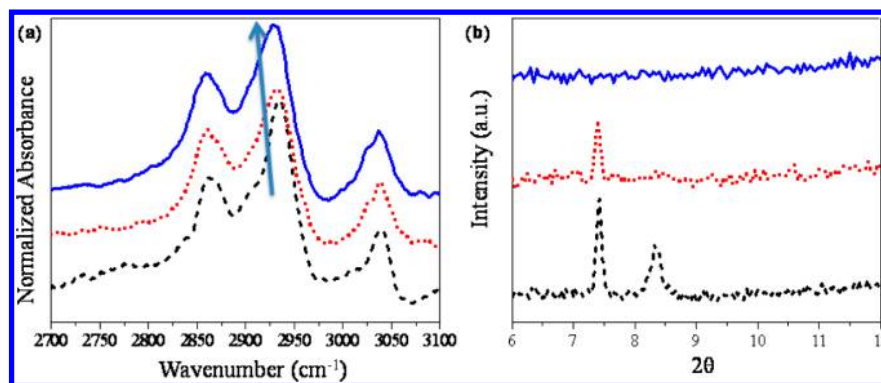 (a)
Normalized Absorbance
2700 2750 2800 2850 2900 2950 3000 3050 3100
Wavenumber (cm⁻¹)
(b)
Intensity (a.u.)
6 7 8 9 10 11
2θ